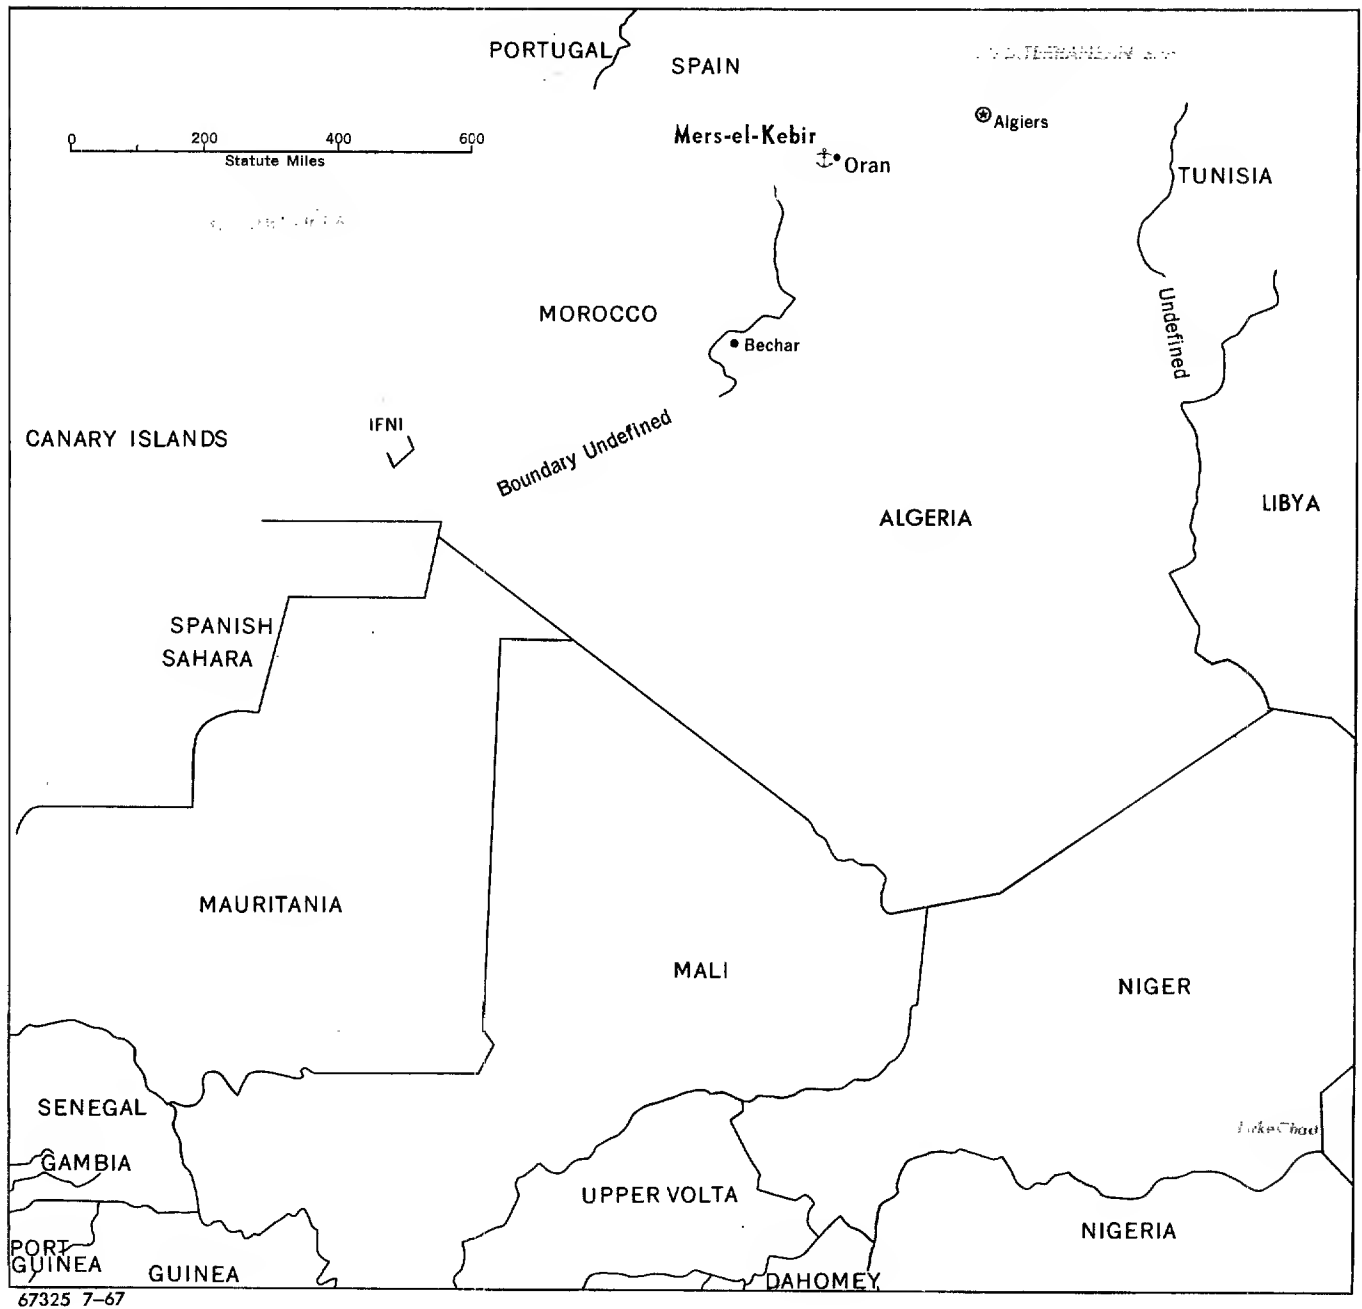 PORTUGAL
SPAIN
Algiers
0 200 400 600
Statute Miles
Mers-el-Kebir
Oran
TUNISIA
MOROCCO
Bechar
Undefined
IFNI
CANARY ISLANDS
Boundary Undefined
ALGERIA
LIBYA
SPANISH
SAHARA
MAURITANIA
MALI
NIGER
SENEGAL
Lake Chad
GAMBIA
UPPER VOLTA
NIGERIA
PORT
GUINEA
GUINEA
DAHOMEY
67325 7-67